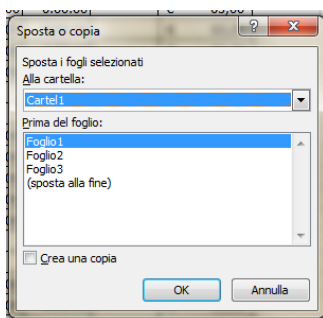 Sposta o copia
Sposta i fogli selezionati
Alla cartella:
Cartel1
Prima del foglio:
Foglio1
Foglio2
Foglio3
(sposta alla fine)
Crea una copia
OK
Annulla